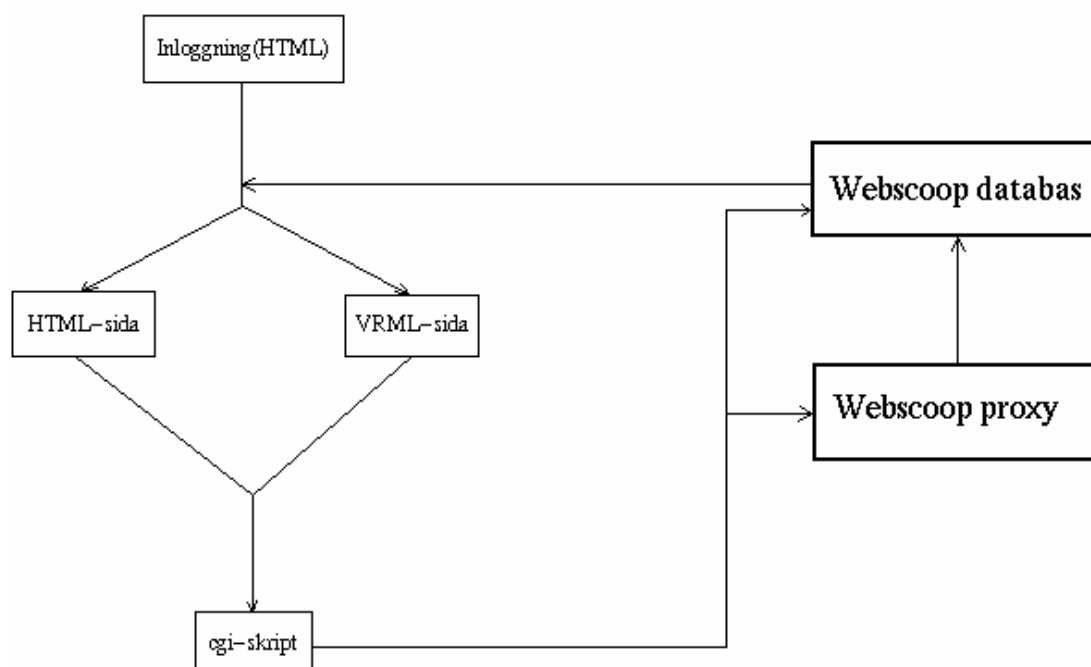 Inloggning(HTML)
Webscoop databas
HTML-sida
VRML-sida
Webscoop proxy
cgi-skript